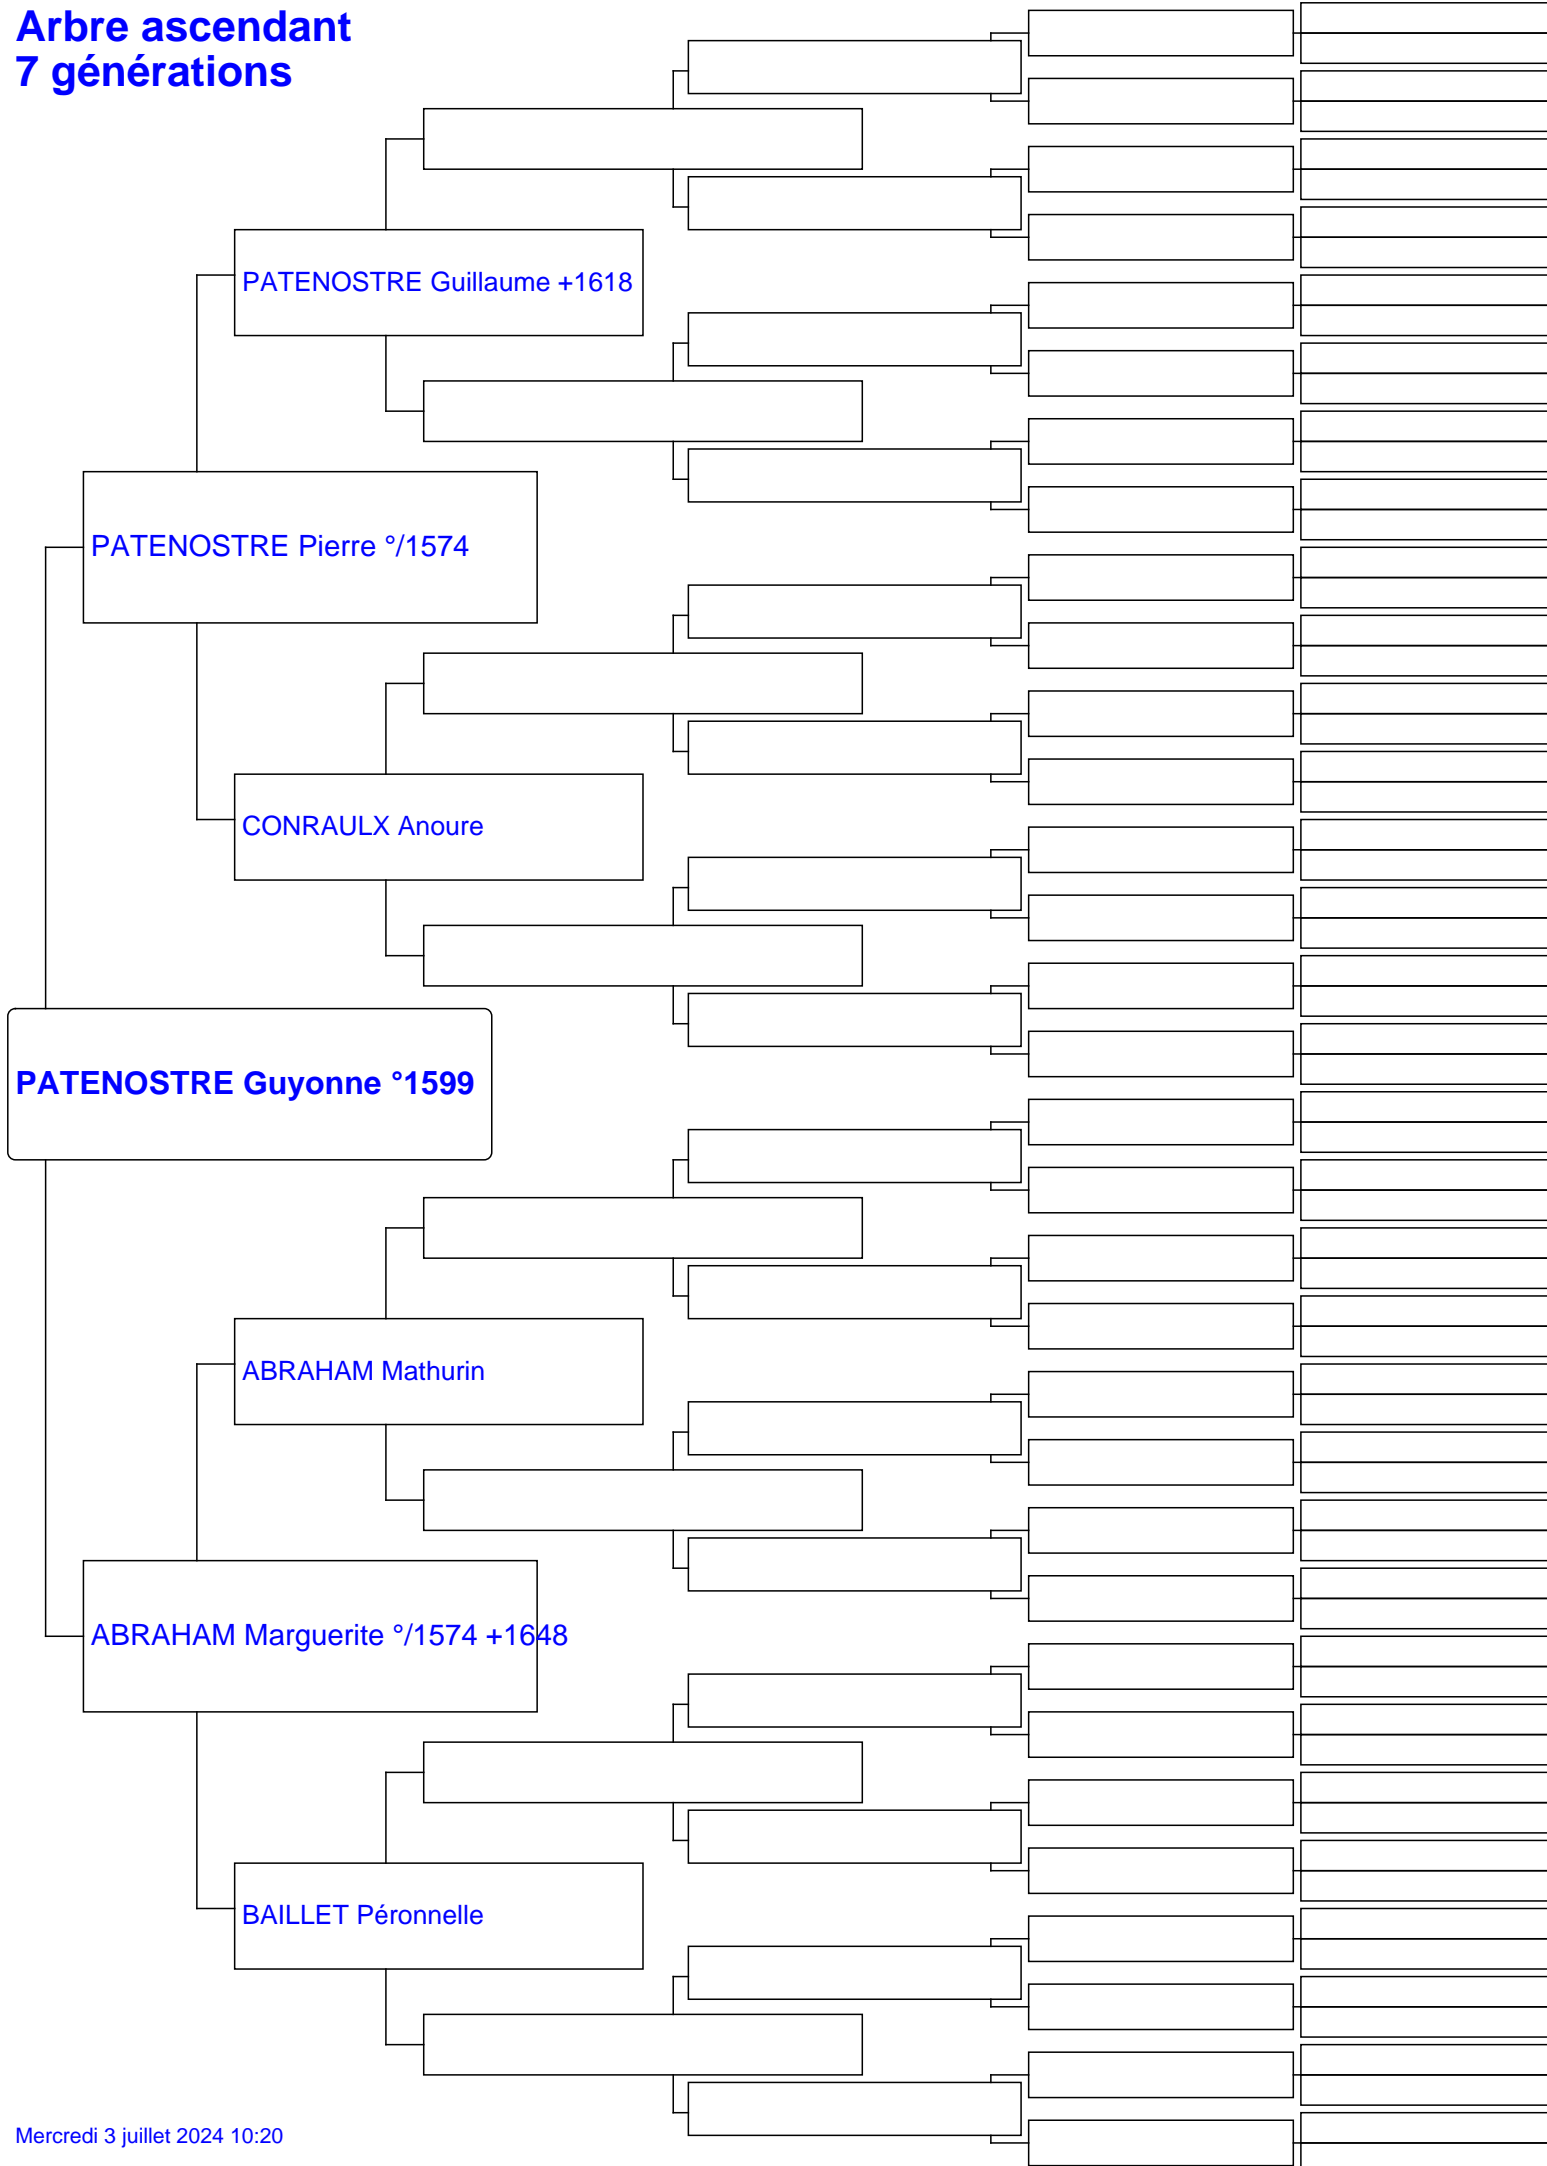 Arbre ascendant
7 générations
PATENOSTRE Guillaume +1618
PATENOSTRE Pierre °/1574
CONRAULX Anoure
PATENOSTRE Guyonne °1599
ABRAHAM Mathurin
ABRAHAM Marguerite °/1574 +1648
BAILLET Péronnelle
Mercredi 3 juillet 2024 10:20